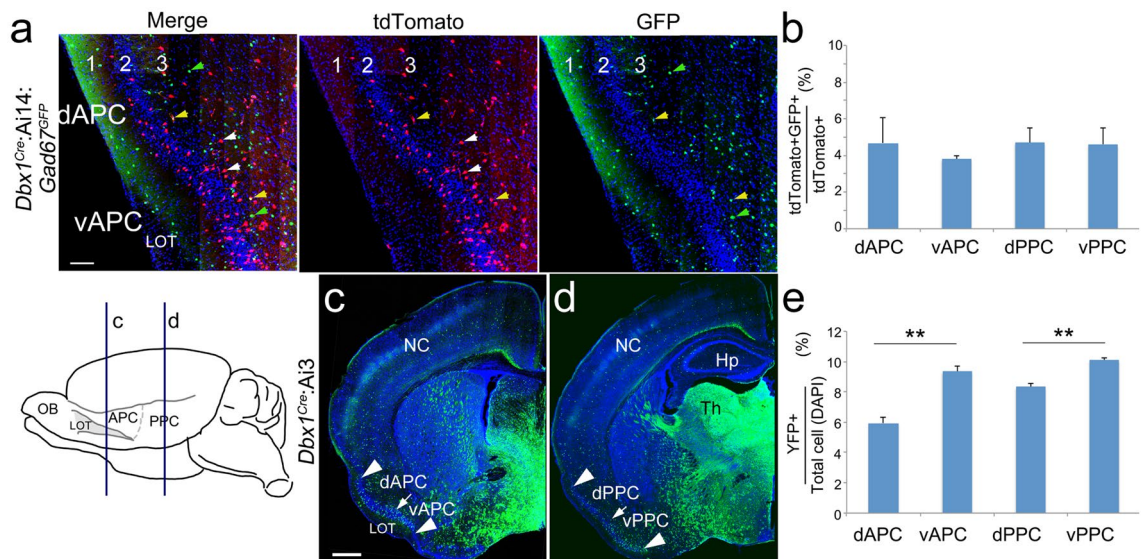 a
Merge
tdTomato
GFP
Dbx1Cre:Ai14:
Gad67GFP
1 2 3
dAPC
vAPC
LOT
1 2 3
1 2 3
b
tdTomato+GFP+
tdTomato+
(%)
10
8
6
4
2
0
dAPC vAPC dPPC vPPC
c d
OB
LOT
APC
PPC
Dbx1Cre:Ai3
c
NC
dAPC
vAPC
LOT
d
NC
Hp
Th
dPPC
vPPC
e
(%)
YFP+
Total cell (DAPI)
12
10
8
6
4
2
0
** **
dAPC vAPC dPPC vPPC